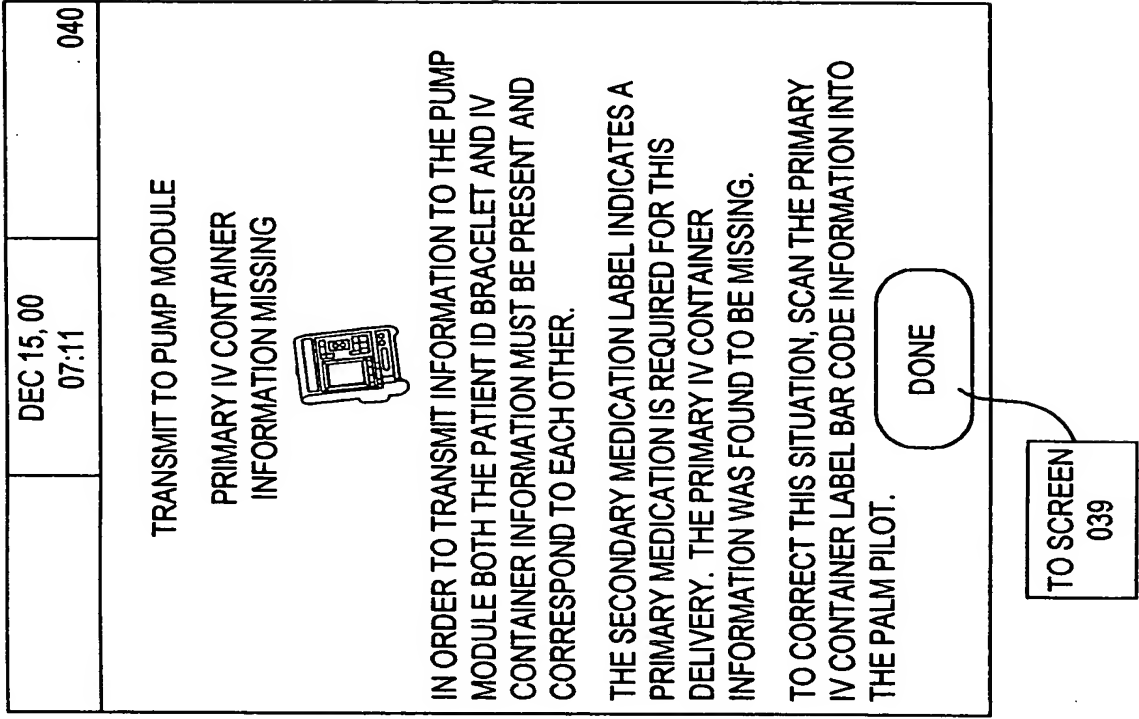 DEC 15, 00
07:11
040
TRANSMIT TO PUMP MODULE
PRIMARY IV CONTAINER
INFORMATION MISSING
IN ORDER TO TRANSMIT INFORMATION TO THE PUMP
MODULE BOTH THE PATIENT ID BRACELET AND IV
CONTAINER INFORMATION MUST BE PRESENT AND
CORRESPOND TO EACH OTHER.
THE SECONDARY MEDICATION LABEL INDICATES A
PRIMARY MEDICATION IS REQUIRED FOR THIS
DELIVERY. THE PRIMARY IV CONTAINER
INFORMATION WAS FOUND TO BE MISSING.
TO CORRECT THIS SITUATION, SCAN THE PRIMARY
IV CONTAINER LABEL BAR CODE INFORMATION INTO
THE PALM PILOT.
DONE
TO SCREEN
039